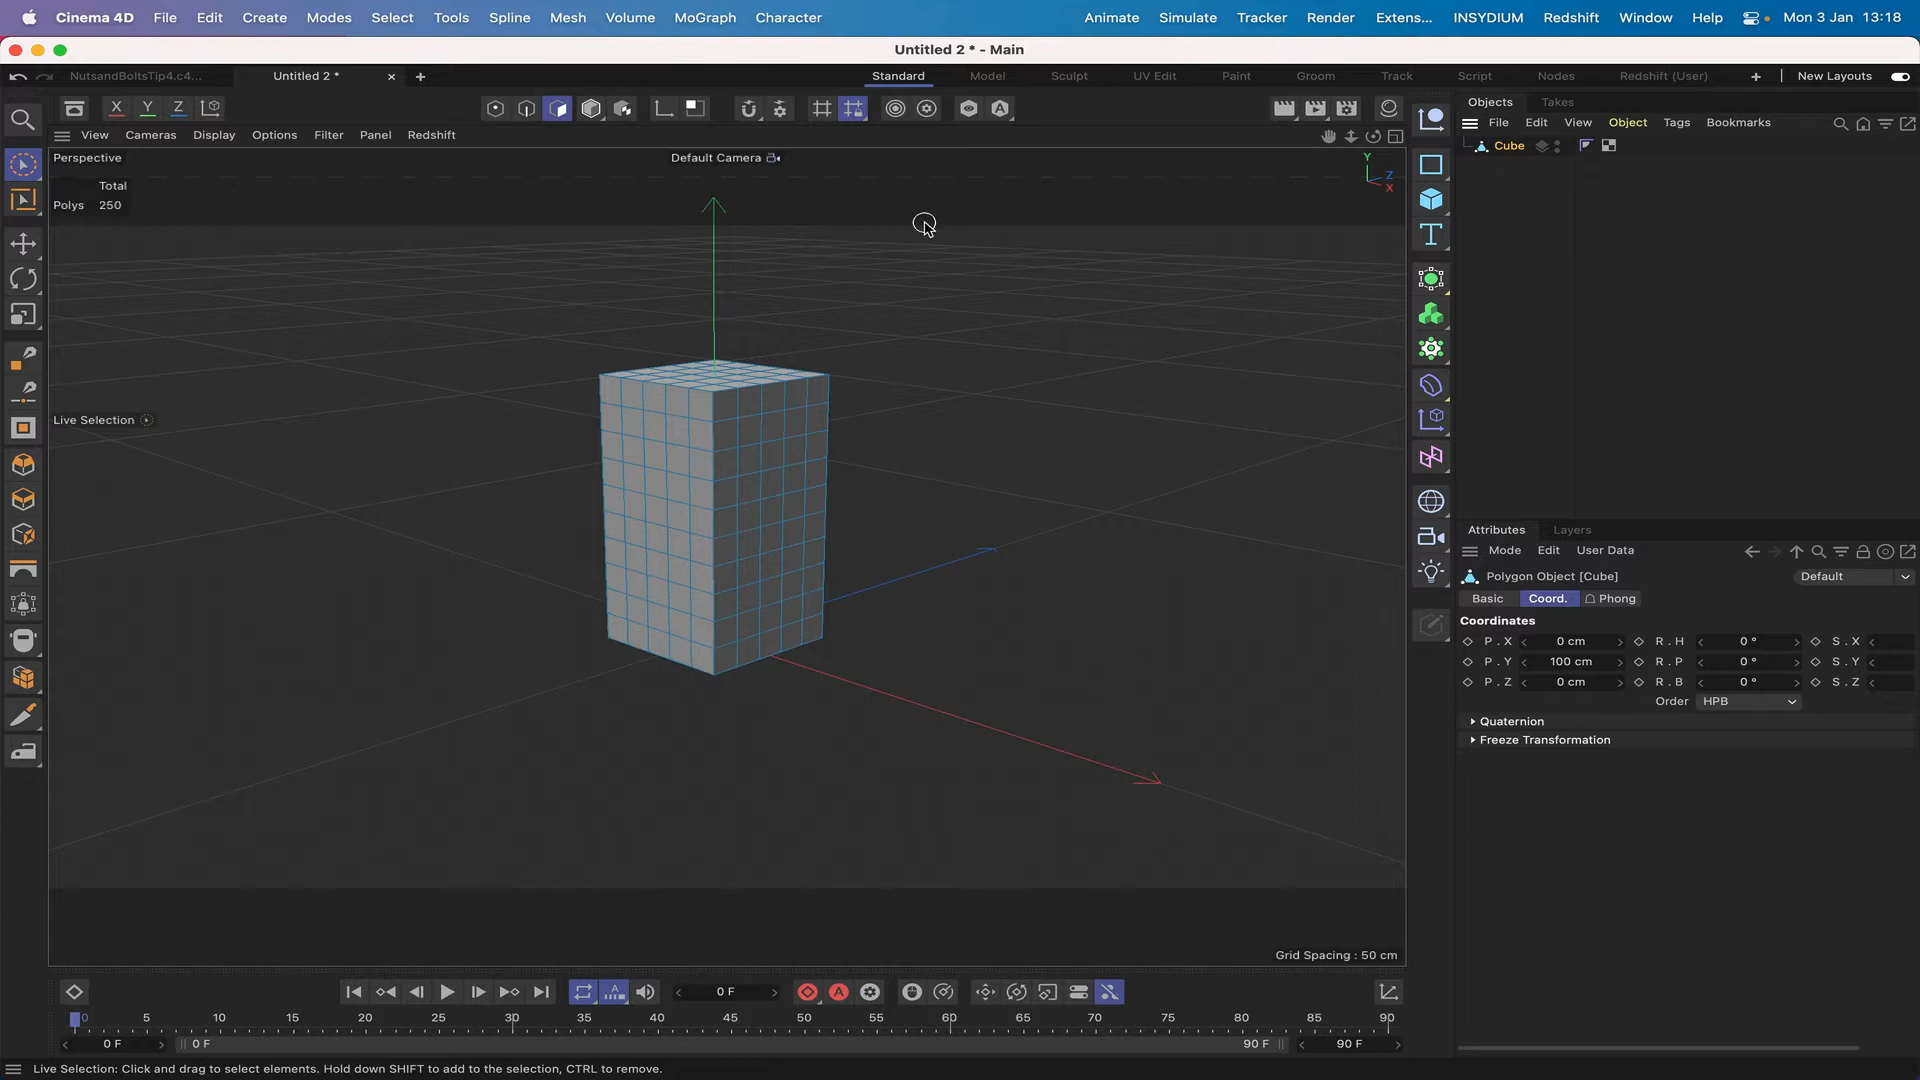 Cinema 4D File Edit Create Modes Select Tools Spline Mesh Volume MoGraph Character Animate Simulate Tracker Render Extens... INSYDIUM Redshift Window Help Mon 3 Jan 13:18
Untitled 2 * - Main
NutsandBoltsTip4.c4... Untitled 2 * Standard Model Sculpt UV Edit Paint Groom Track Script Nodes Redshift (User) New Layouts
X Y Z
Objects Takes
View Cameras Display Options Filter Panel Redshift
File Edit View Object Tags Bookmarks
Cube
Perspective Default Camera
Y Z X
Total
Polys 250
Live Selection
Attributes Layers
Mode Edit User Data
Polygon Object [Cube] Default
Basic Coord. Phong
Coordinates
P . X 0 cm R . H 0 ° S . X
P . Y 100 cm R . P 0 ° S . Y
P . Z 0 cm R . B 0 ° S . Z
Order HPB
Quaternion
Freeze Transformation
Grid Spacing : 50 cm
0 F
0 5 10 15 20 25 30 35 40 45 50 55 60 65 70 75 80 85 90
0 F 0 F 90 F 90 F
Live Selection: Click and drag to select elements. Hold down SHIFT to add to the selection, CTRL to remove.